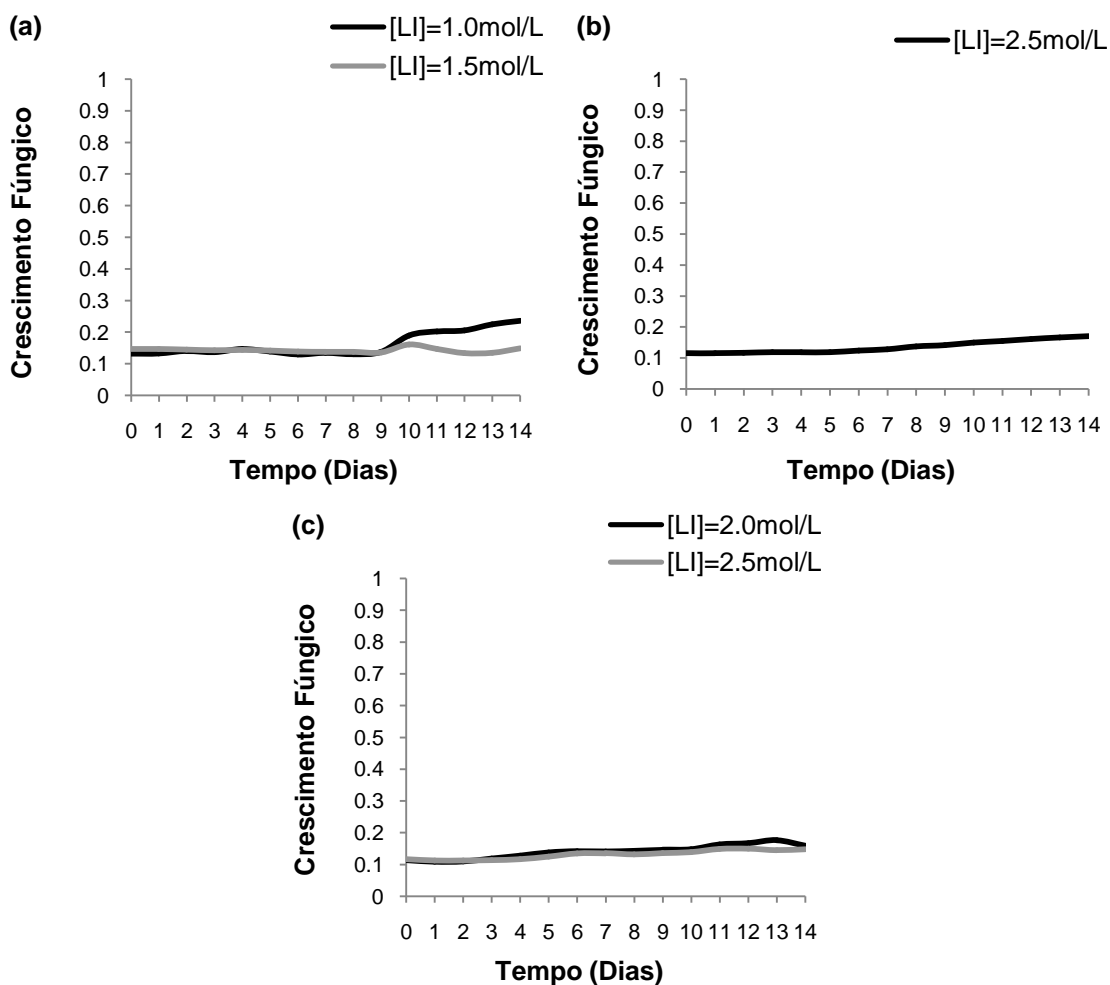 (a)
[LI]=1.0mol/L
[LI]=1.5mol/L
Crescimento Fúngico
1
0.9
0.8
0.7
0.6
0.5
0.4
0.3
0.2
0.1
0
0 1 2 3 4 5 6 7 8 9 10 11 12 13 14
Tempo (Dias)
(b)
[LI]=2.5mol/L
Crescimento Fúngico
1
0.9
0.8
0.7
0.6
0.5
0.4
0.3
0.2
0.1
0
0 1 2 3 4 5 6 7 8 9 10 11 12 13 14
Tempo (Dias)
(c)
[LI]=2.0mol/L
[LI]=2.5mol/L
Crescimento Fúngico
1
0.9
0.8
0.7
0.6
0.5
0.4
0.3
0.2
0.1
0
0 1 2 3 4 5 6 7 8 9 10 11 12 13 14
Tempo (Dias)